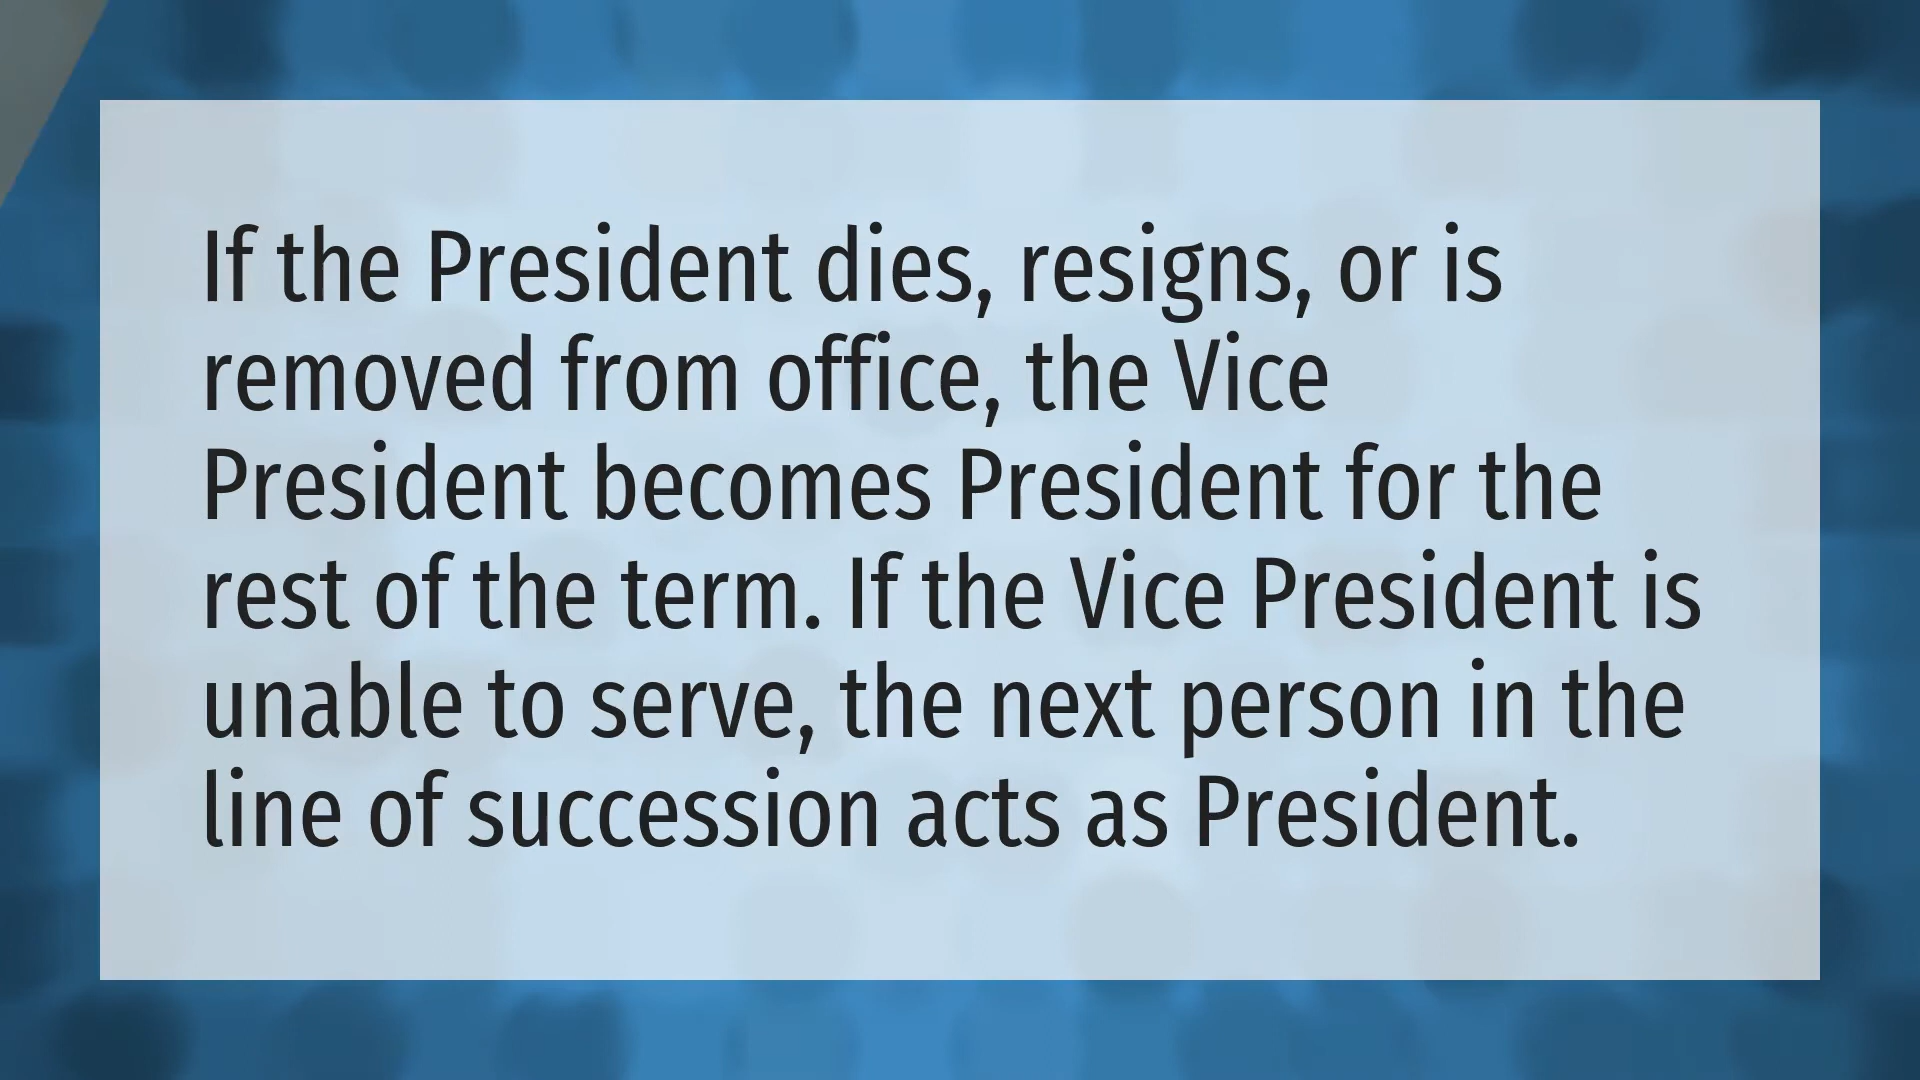 If the President dies, resigns, or is
removed from office, the Vice
President becomes President for the
rest of the term. If the Vice President is
unable to serve, the next person in the
line of succession acts as President.